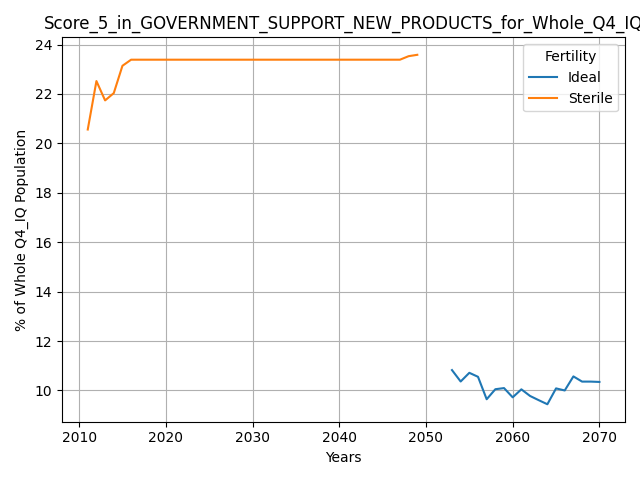 Score_5_in_GOVERNMENT_SUPPORT_NEW_PRODUCTS_for_Whole_Q4_IQ
24
22
20
18
16
14
12
10
% of Whole Q4_IQ Population
Fertility
Ideal
Sterile
2010 2020 2030 2040 2050 2060 2070
Years